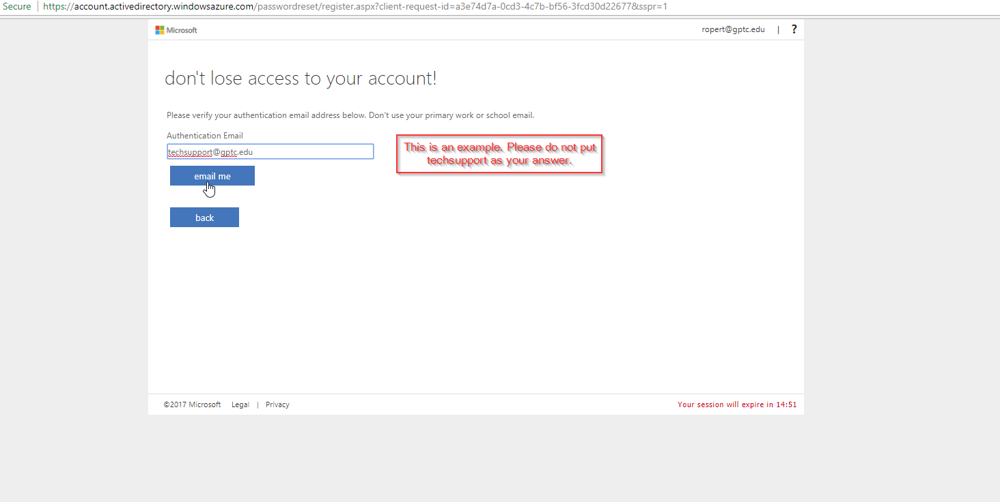 Secure | https://account.activedirectory.windowsazure.com/passwordreset/register.aspx?client-request-id=a3e74d7a-0cd3-4c7b-bf56-3fcd30d22677&sspr=1
Microsoft
ropert@gptc.edu | ?
don't lose access to your account!
Please verify your authentication email address below. Don't use your primary work or school email.
Authentication Email
techsupport@gptc.edu
This is an example. Please do not put
techsupport as your answer.
email me
back
©2017 Microsoft Legal | Privacy
Your session will expire in 14:51